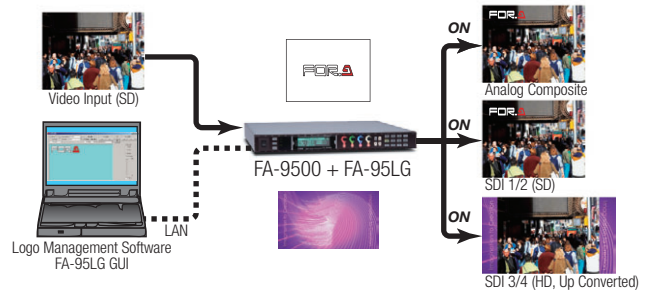 Video Input (SD)
Logo Management Software
FA-95LG GUI
LAN
FOR.A
FA-9500 + FA-95LG
ON
FOR.A
Analog Composite
ON
FOR.A
SDI 1/2 (SD)
ON
SDI 3/4 (HD, Up Converted)